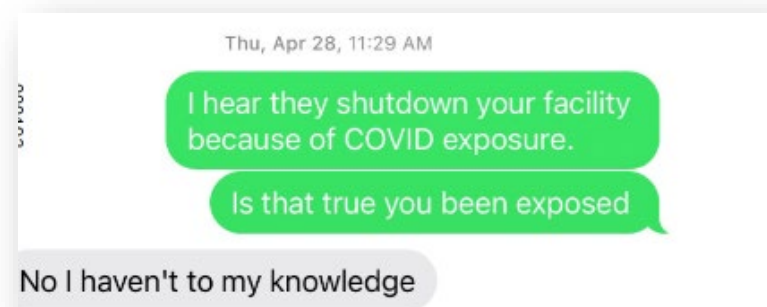 Thu, Apr 28, 11:29 AM
I hear they shutdown your facility
because of COVID exposure.
Is that true you been exposed
No I haven't to my knowledge